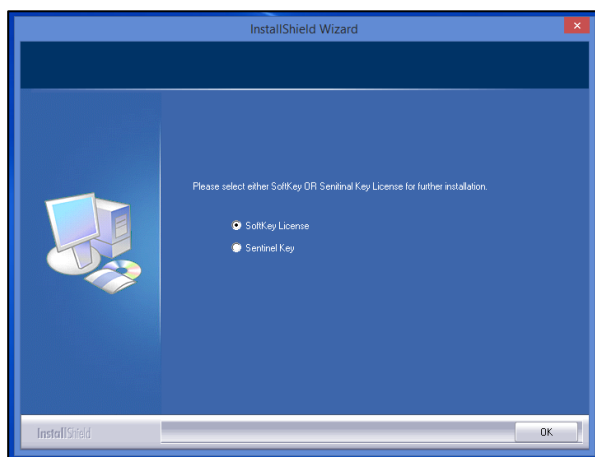 InstallShield Wizard
Please select either SoftKey OR Senitinal Key License for further installation.
SoftKey License
Sentinel Key
InstallShield
OK